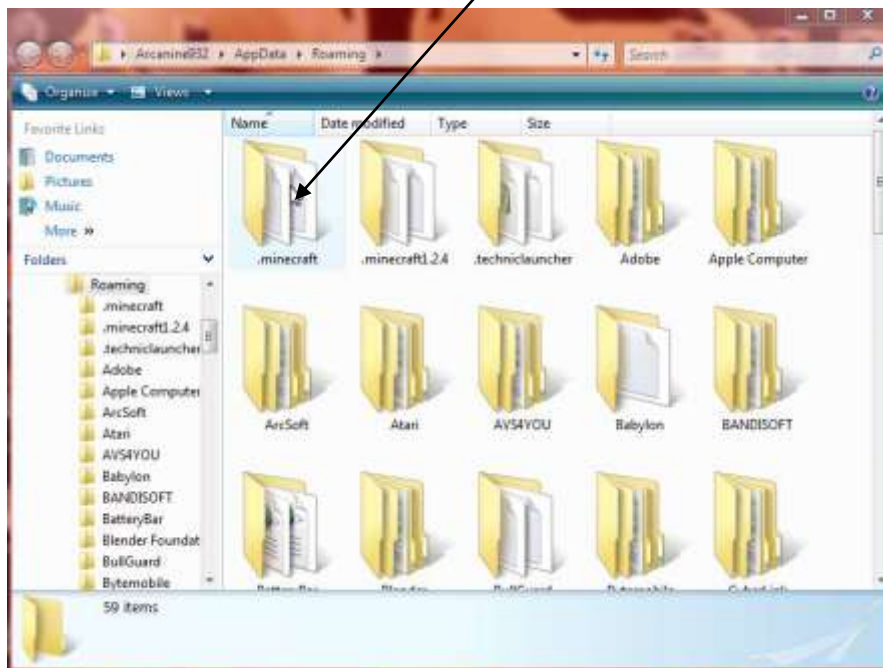 Arcanine932 AppData Roaming Search
Organize Views
Favorite Links
Documents
Pictures
Music
More »
Folders
Roaming
.minecraft
.minecraft1.2.4
.techniclauncher
Adobe
Apple Computer
ArcSoft
Atari
AVS4YOU
Babylon
BANDISOFT
BatteryBar
Blender Foundat
BullGuard
Bytemobile
Name Date modified Type Size
.minecraft .minecraft1.2.4 .techniclauncher Adobe Apple Computer
ArcSoft Atari AVS4YOU Babylon BANDISOFT
59 items